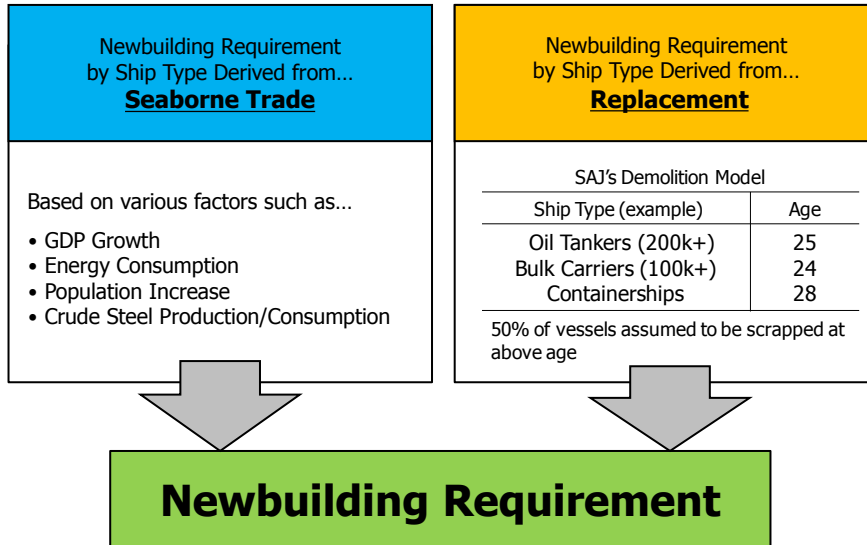 Newbuilding Requirement
by Ship Type Derived from…
Seaborne Trade
Based on various factors such as…
• GDP Growth
• Energy Consumption
• Population Increase
• Crude Steel Production/Consumption
Newbuilding Requirement
by Ship Type Derived from…
Replacement
SAJ's Demolition Model
Ship Type (example) Age
Oil Tankers (200k+) 25
Bulk Carriers (100k+) 24
Containerships 28
50% of vessels assumed to be scrapped at
above age
Newbuilding Requirement